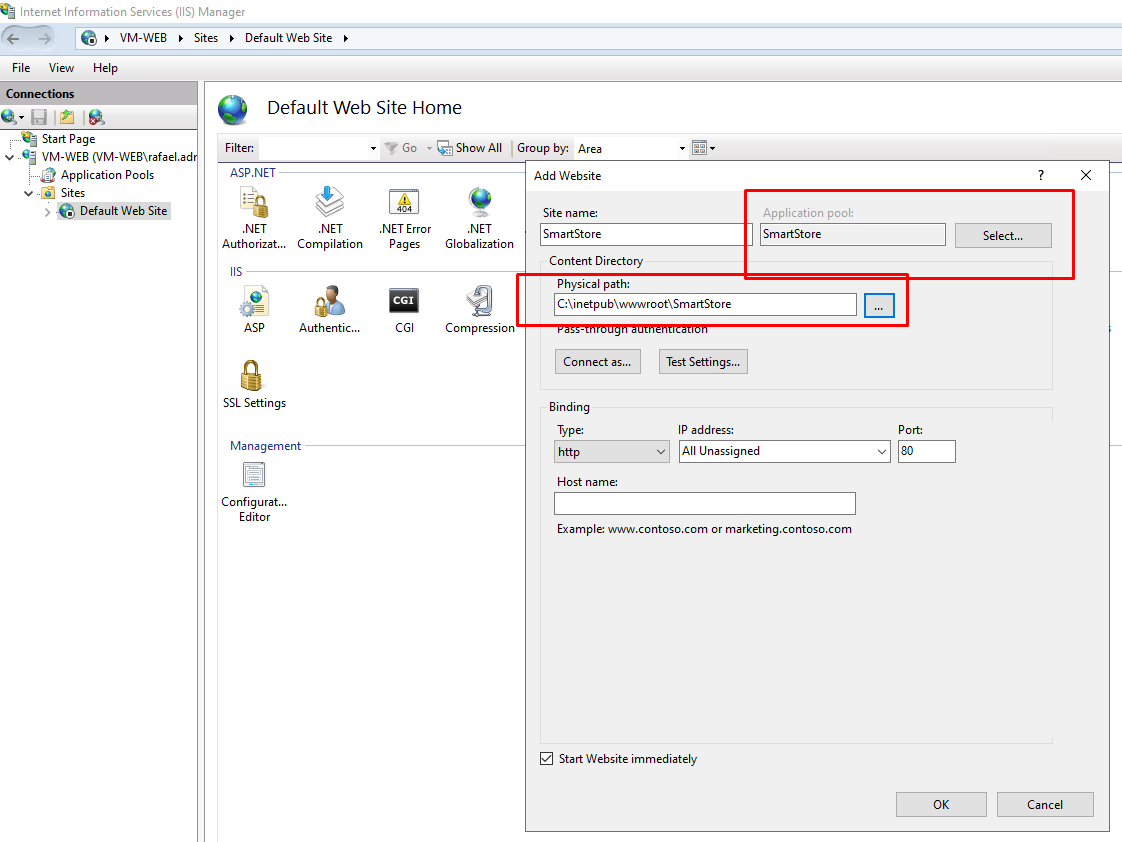 Internet Information Services (IIS) Manager
VM-WEB Sites Default Web Site
File View Help
Connections
Start Page
VM-WEB (VM-WEB\rafael.adr
Application Pools
Sites
Default Web Site
Default Web Site Home
Filter: Go Show All Group by: Area
ASP.NET
.NET Authorizat...
.NET Compilation
.NET Error Pages
404
.NET Globalization
IIS
ASP
Authentic...
CGI
CGI
Compression
SSL Settings
Management
Configurat... Editor
Add Website
?
Site name:
SmartStore
Application pool:
SmartStore
Select...
Content Directory
Physical path:
C:\inetpub\wwwroot\SmartStore
...
Pass-through authentication
Connect as... Test Settings...
Binding
Type: IP address: Port:
http All Unassigned 80
Host name:
Example: www.contoso.com or marketing.contoso.com
Start Website immediately
OK Cancel